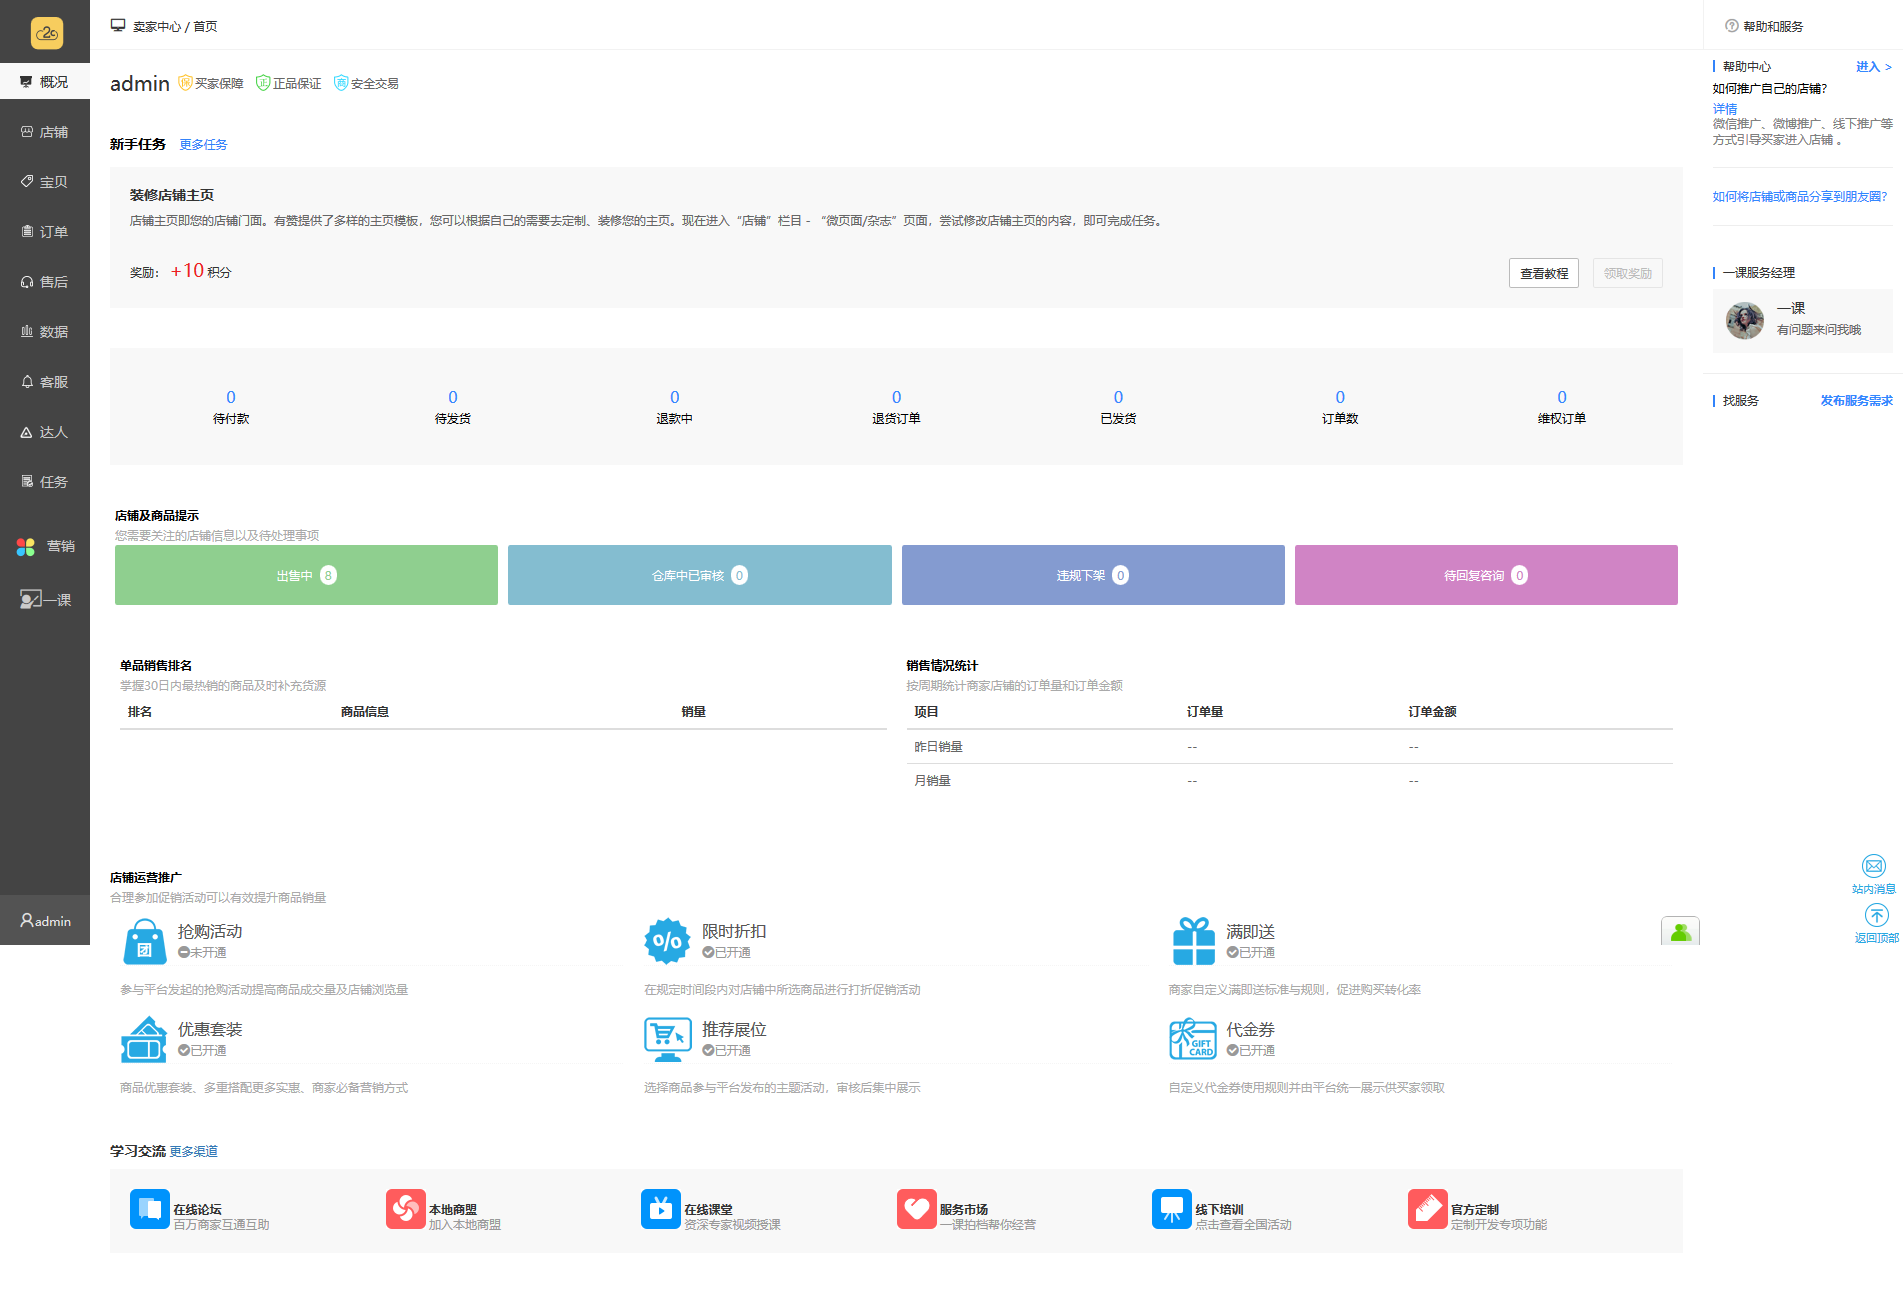 卖家中心 / 首页
帮助和服务
概况
店铺
宝贝
订单
售后
数据
客服
达人
任务
营销
一课
admin
admin 保 买家保障 正 正品保证 商 安全交易
新手任务 更多任务
装修店铺主页
店铺主页即您的店铺门面。有赞提供了多样的主页模板，您可以根据自己的需要去定制、装修您的主页。现在进入“店铺”栏目 - “微页面/杂志”页面，尝试修改店铺主页的内容，即可完成任务。
奖励： +10 积分
查看教程 领取奖励
0 0 0 0 0 0 0
待付款 待发货 退款中 退货订单 已发货 订单数 维权订单
店铺及商品提示
您需要关注的店铺信息以及待处理事项
出售中 8 仓库中已审核 0 违规下架 0 待回复咨询 0
单品销售排名
掌握30日内最热销的商品及时补充货源
排名 商品信息 销量
销售情况统计
按周期统计商家店铺的订单量和订单金额
项目 订单量 订单金额
昨日销量 -- --
月销量 -- --
店铺运营推广
合理参加促销活动可以有效提升商品销量
团 抢购活动
未开通
参与平台发起的抢购活动提高商品成交量及店铺浏览量
% 限时折扣
已开通
在规定时间段内对店铺中所选商品进行打折促销活动
满即送
已开通
商家自定义满即送标准与规则，促进购买转化率
优惠套装
已开通
商品优惠套装、多重搭配更多实惠、商家必备营销方式
推荐展位
已开通
选择商品参与平台发布的主题活动，审核后集中展示
GIFT CARD 代金券
已开通
自定义代金券使用规则并由平台统一展示供买家领取
学习交流 更多渠道
在线论坛
百万商家互通互助
本地商盟
加入本地商盟
在线课堂
资深专家视频授课
服务市场
一课拍档帮你经营
线下培训
点击查看全国活动
官方定制
定制开发专项功能
帮助中心 进入 >
如何推广自己的店铺?
详情
微信推广、微博推广、线下推广等
方式引导买家进入店铺 。
如何将店铺或商品分享到朋友圈?
一课服务经理
一课
有问题来问我哦
找服务 发布服务需求
站内消息
返回顶部